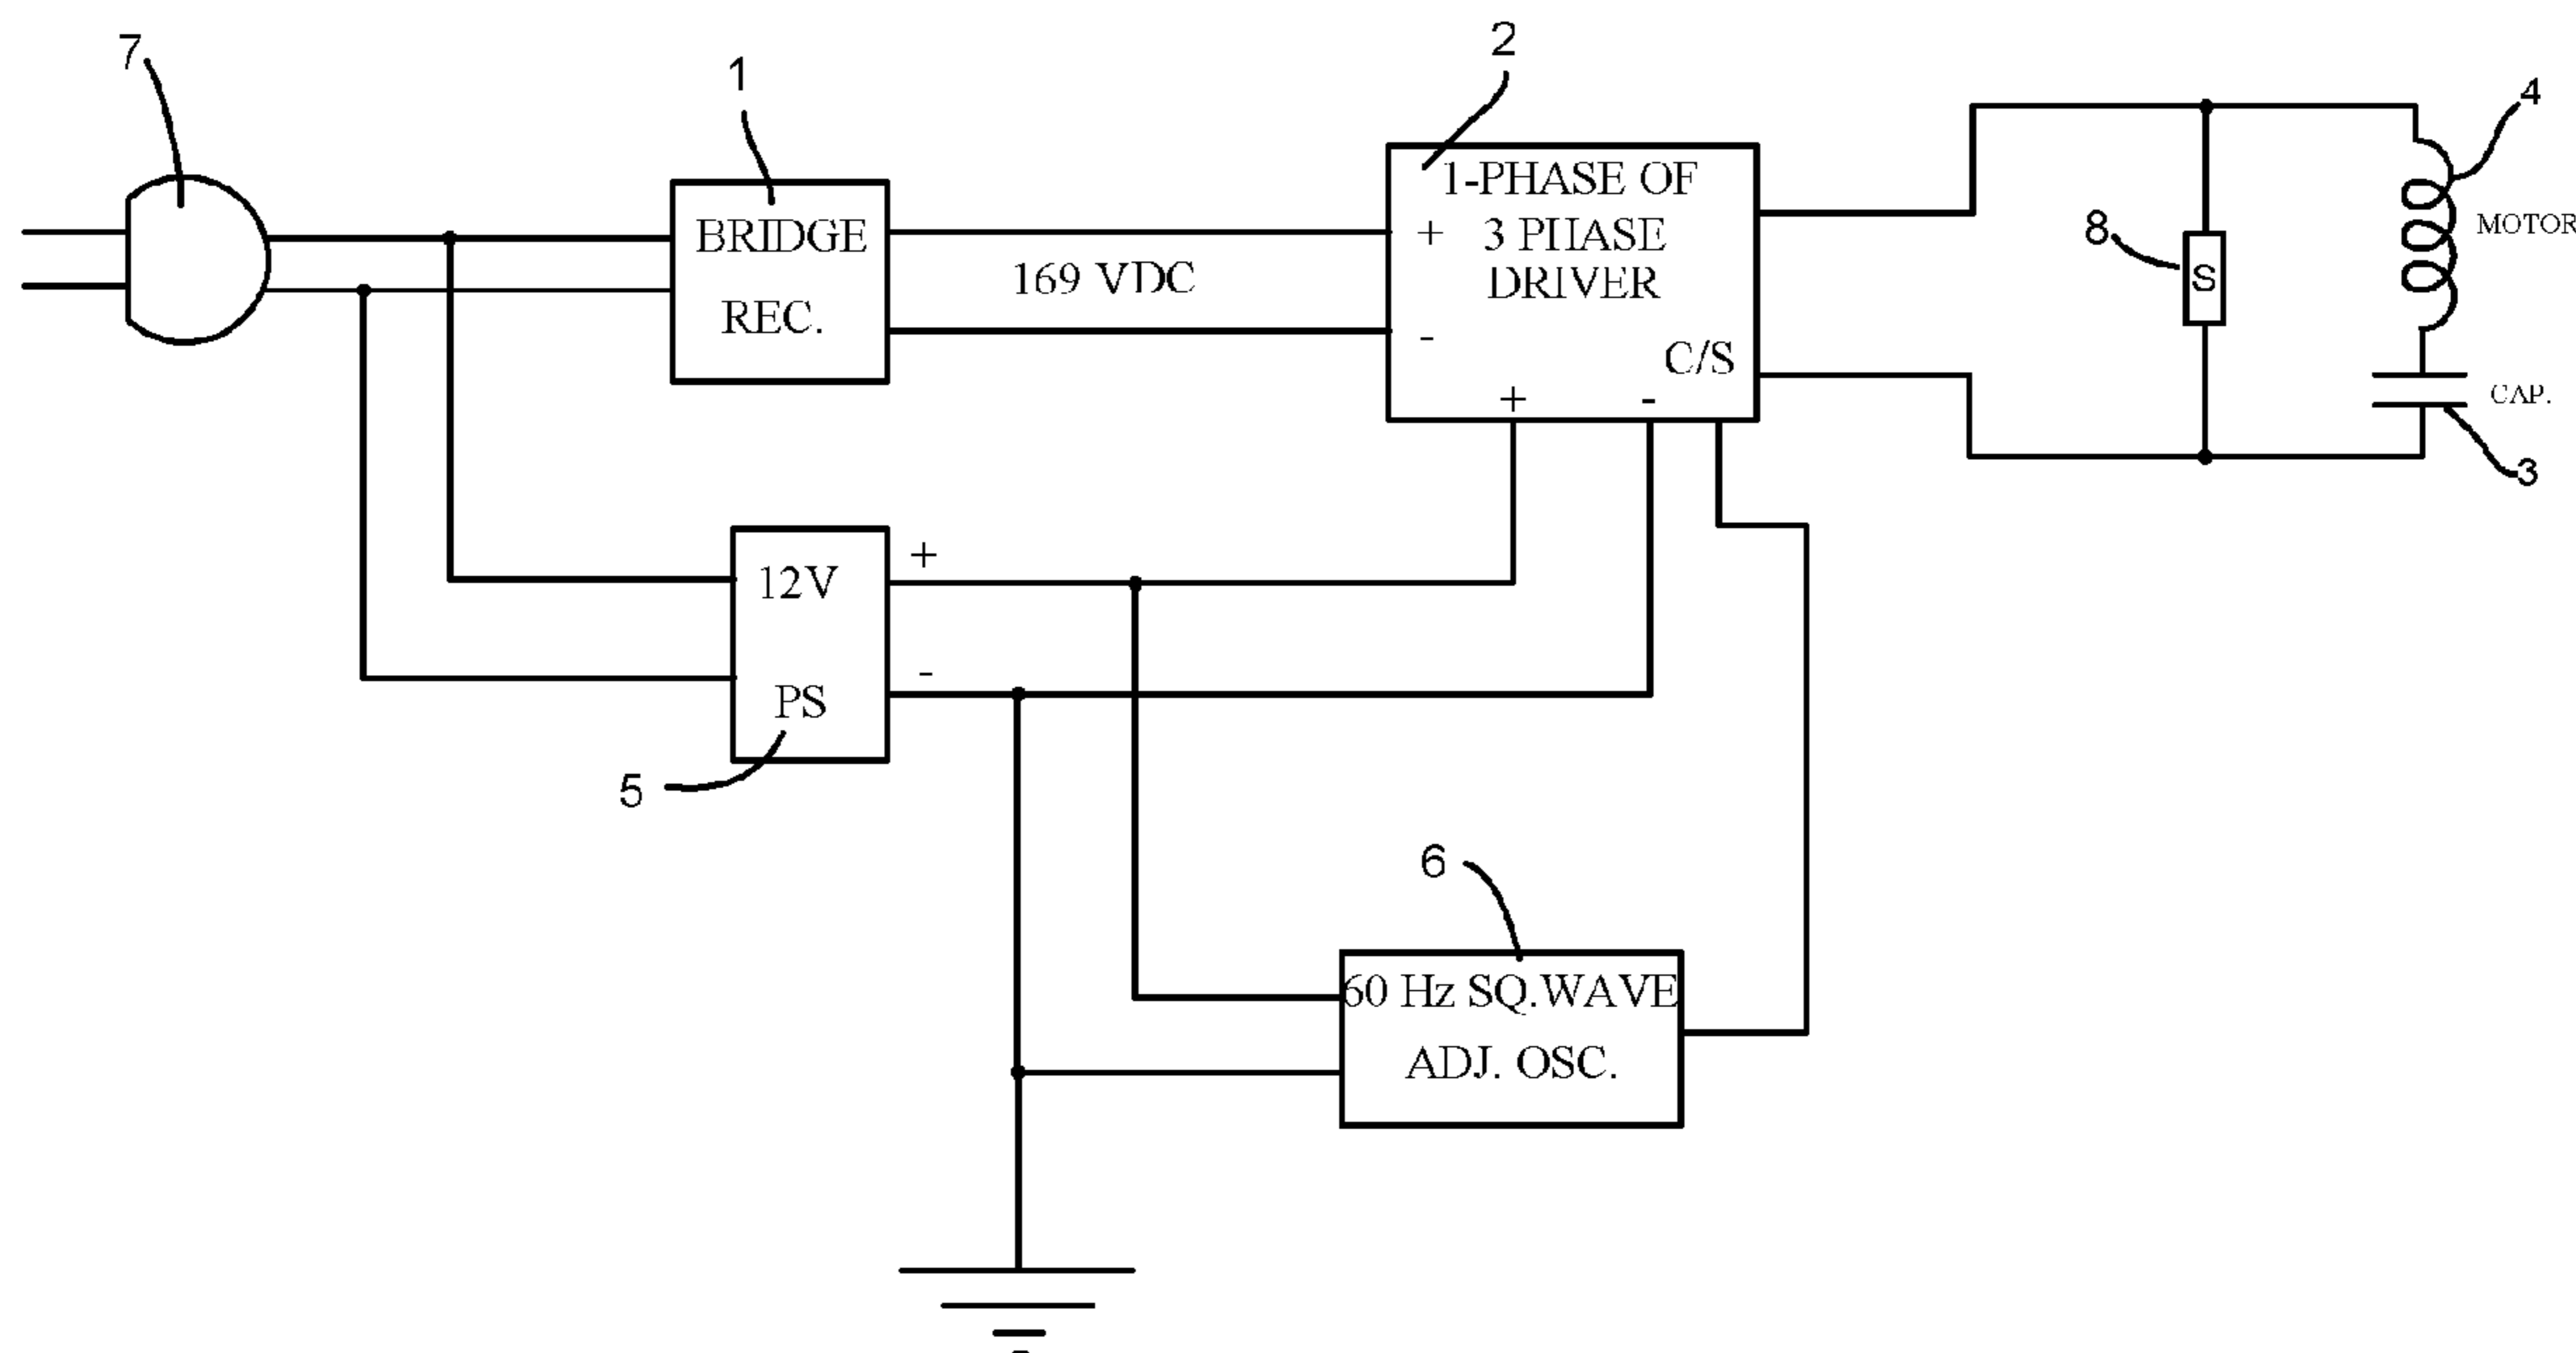 7
1
2
4
1-PHASE OF
+ 3 PHASE
DRIVER
-
C/S
+ -
BRIDGE
REC.
169 VDC
8
S
MOTOR
CAP.
3
12V
PS
+
-
5
6
60 Hz SQ.WAVE
ADJ. OSC.